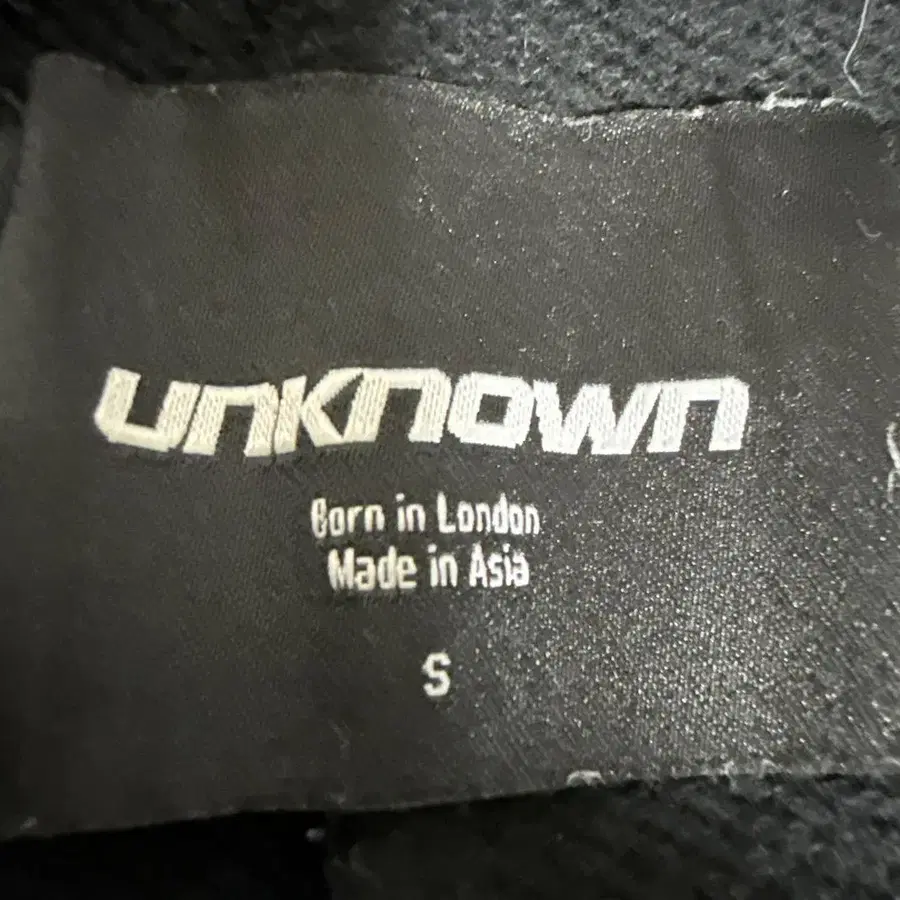 UNKNOWN
Born in London
Made in Asia
S